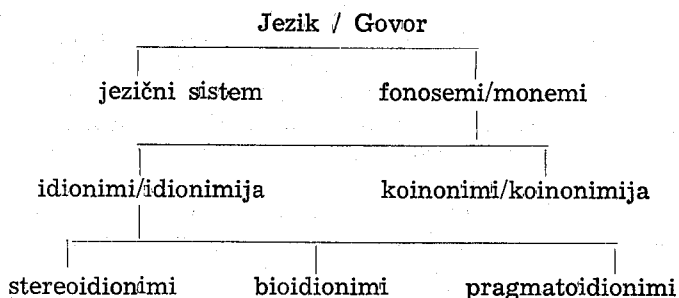 Jezik / Govor
jezični sistem fonosemi/monemi
idionimi/idionimija koinonimi/koinonimija
stereoidionimi bioidionimi pragmatoidionimi